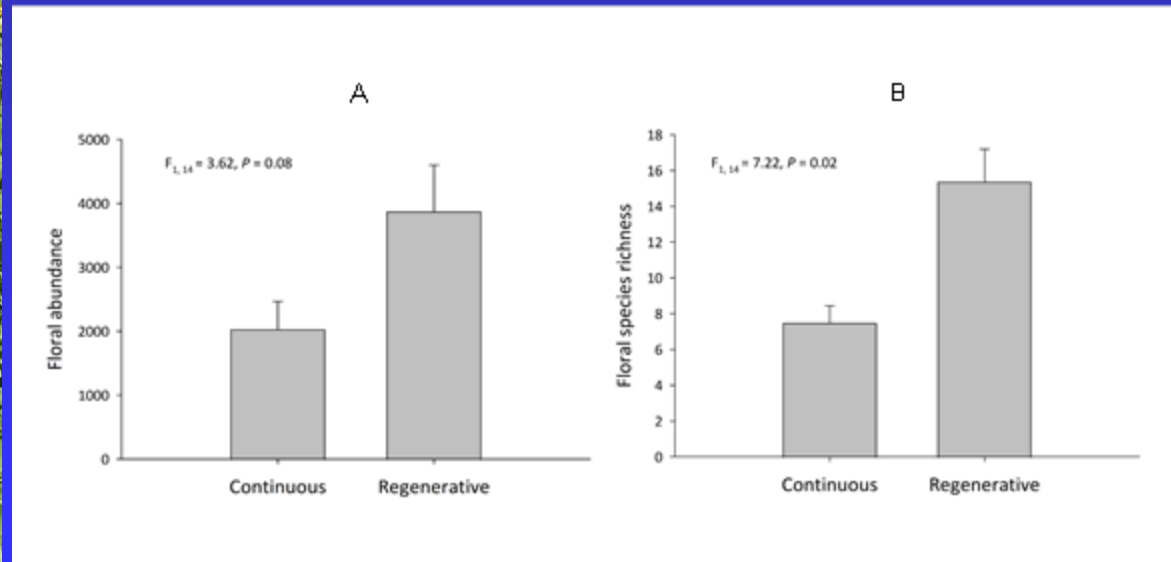 A
B
5000
4000
3000
2000
1000
0
Floral abundance
F1, 14 = 3.62, P = 0.08
Continuous
Regenerative
18
16
14
12
10
8
6
4
2
0
Floral species richness
F1, 14 = 7.22, P = 0.02
Continuous
Regenerative